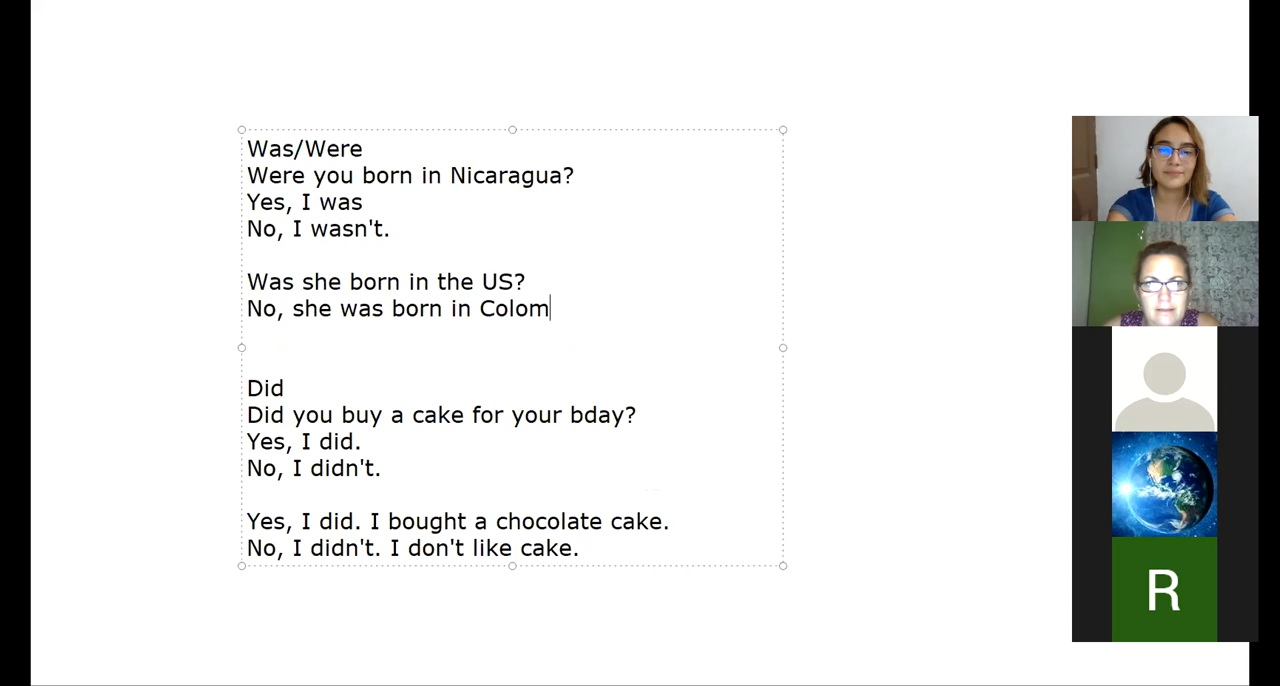 Was/Were
Were you born in Nicaragua?
Yes, I was
No, I wasn't.
Was she born in the US?
No, she was born in Colom
Did
Did you buy a cake for your bday?
Yes, I did.
No, I didn't.
Yes, I did. I bought a chocolate cake.
No, I didn't. I don't like cake.
R